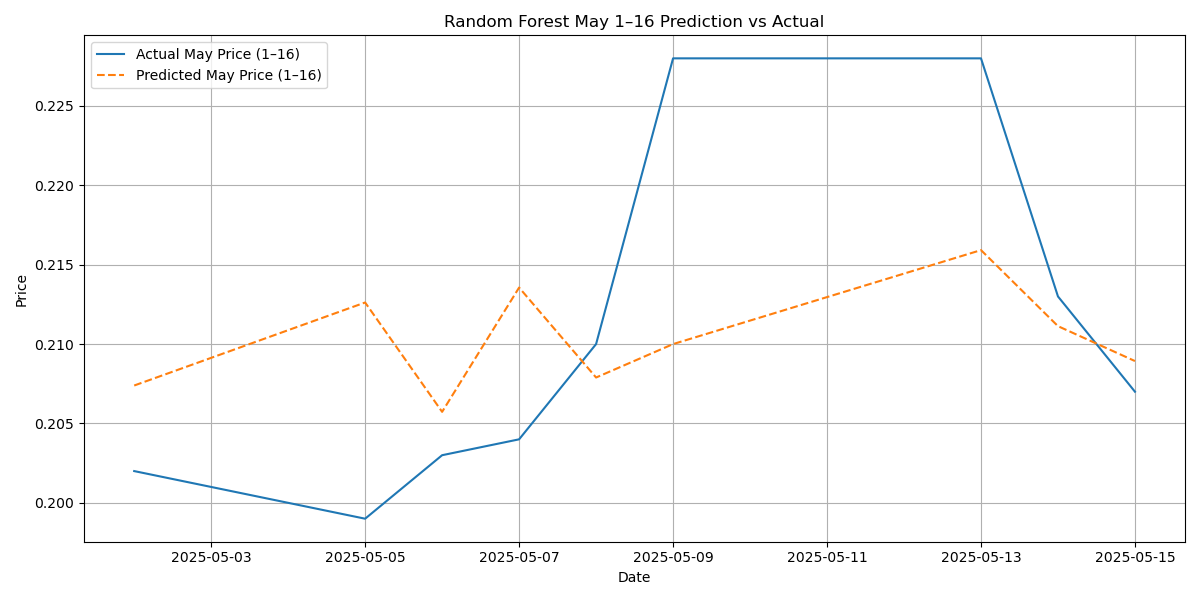 Random Forest May 1–16 Prediction vs Actual
Actual May Price (1–16)
Predicted May Price (1–16)
Price
0.225
0.220
0.215
0.210
0.205
0.200
2025-05-03 2025-05-05 2025-05-07 2025-05-09 2025-05-11 2025-05-13 2025-05-15
Date